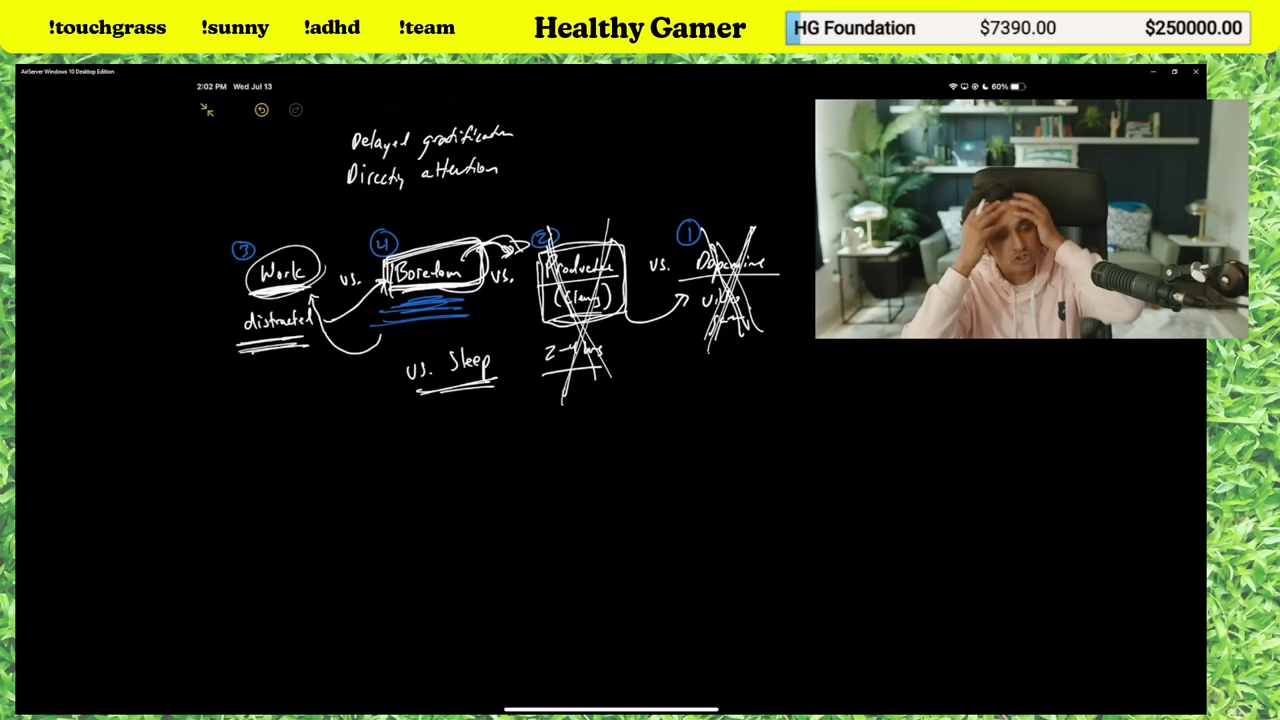 !touchgrass !sunny !adhd !team Healthy Gamer HG Foundation $7390.00 $250000.00
AirServer Windows 10 Desktop Edition
2:02 PM Wed Jul 13 60%
Delayed gratification
Directing attention
3 4 2 1
Work vs. Boredom vs. Productive vs. Dopamine
distracted
vs. Sleep